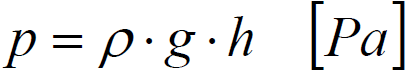 p = ρ · g · h [Pa]